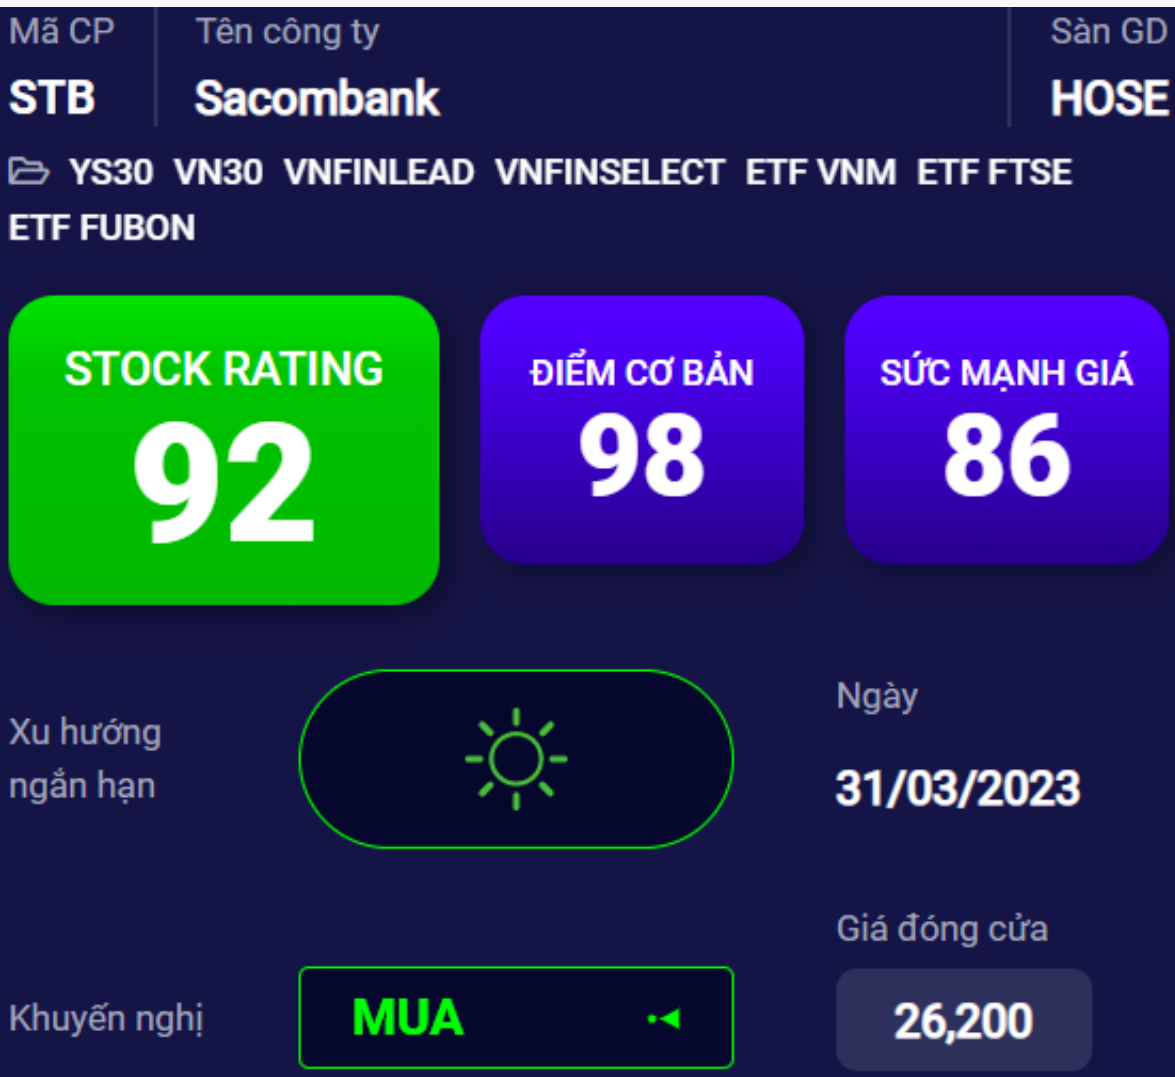 Mã CP Tên công ty Sàn GD
STB Sacombank HOSE
YS30 VN30 VNFINLEAD VNFINSELECT ETF VNM ETF FTSE
ETF FUBON
STOCK RATING ĐIỂM CƠ BẢN SỨC MẠNH GIÁ
92 98 86
Xu hướng
ngắn hạn
Ngày
31/03/2023
Giá đóng cửa
Khuyến nghị MUA 26,200